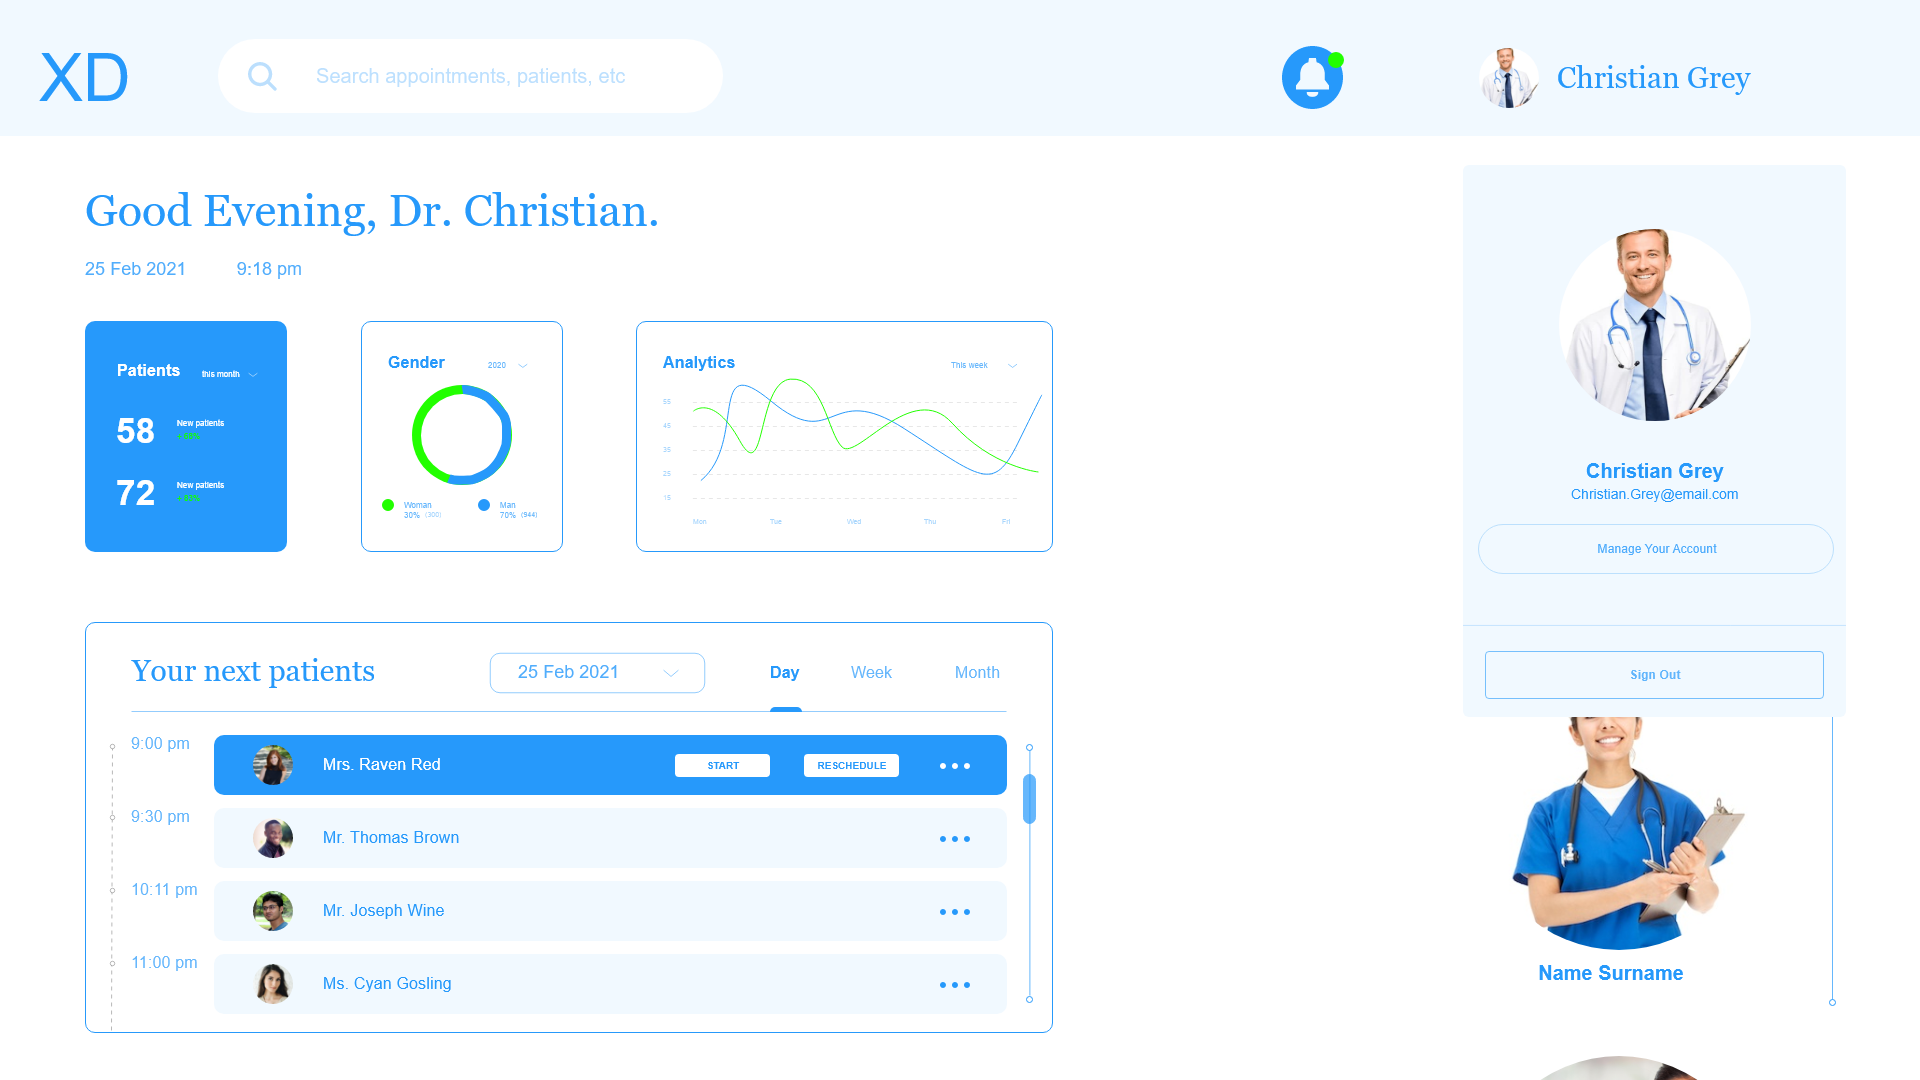 XD
Search appointments, patients, etc
Christian Grey
Good Evening, Dr. Christian.
25 Feb 2021 9:18 pm
Patients this month
58 New patients
72 New patients
Gender 2020
Woman Man
30% (300) 70% (944)
Analytics This week
55
45
35
25
15
Mon Tue Wed Thu Fri
Christian Grey
Christian.Grey@email.com
Manage Your Account
Sign Out
Your next patients 25 Feb 2021 Day Week Month
9:00 pm Mrs. Raven Red START RESCHEDULE
9:30 pm Mr. Thomas Brown
10:11 pm Mr. Joseph Wine
11:00 pm Ms. Cyan Gosling
Name Surname